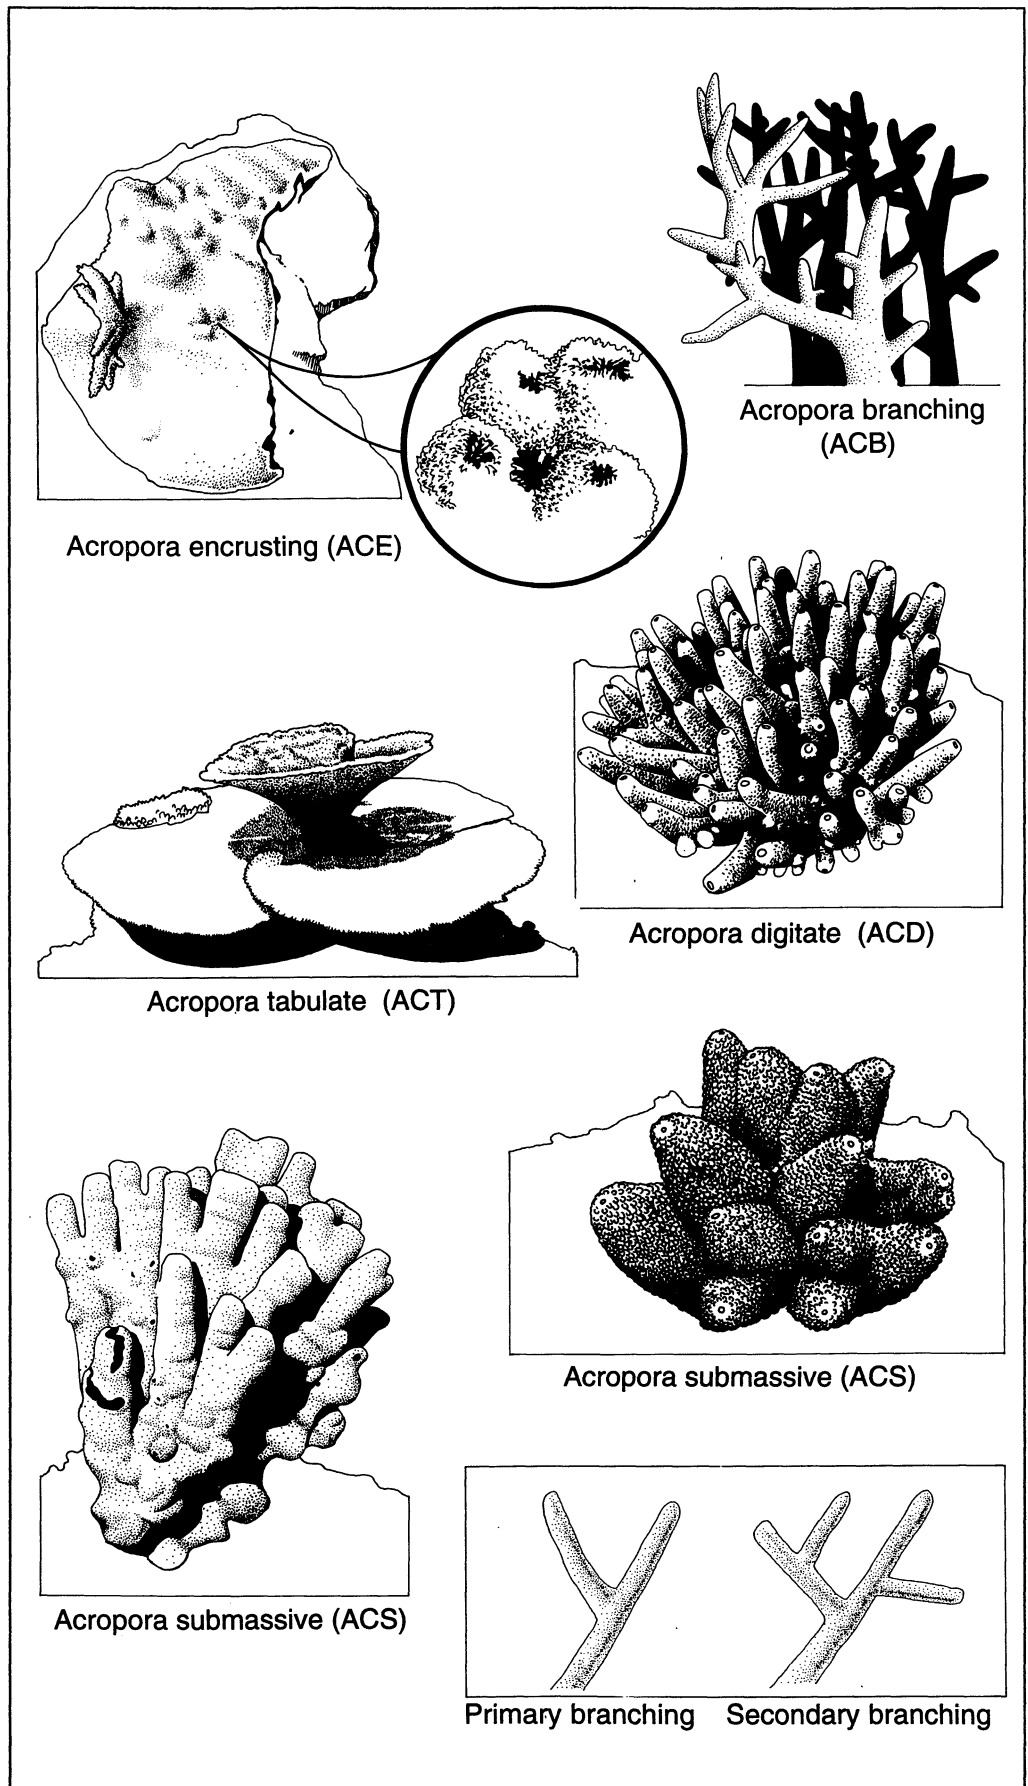 Acropora branching
(ACB)
Acropora encrusting (ACE)
Acropora digitate (ACD)
Acropora tabulate (ACT)
Acropora submassive (ACS)
Acropora submassive (ACS)
Primary branching
Secondary branching